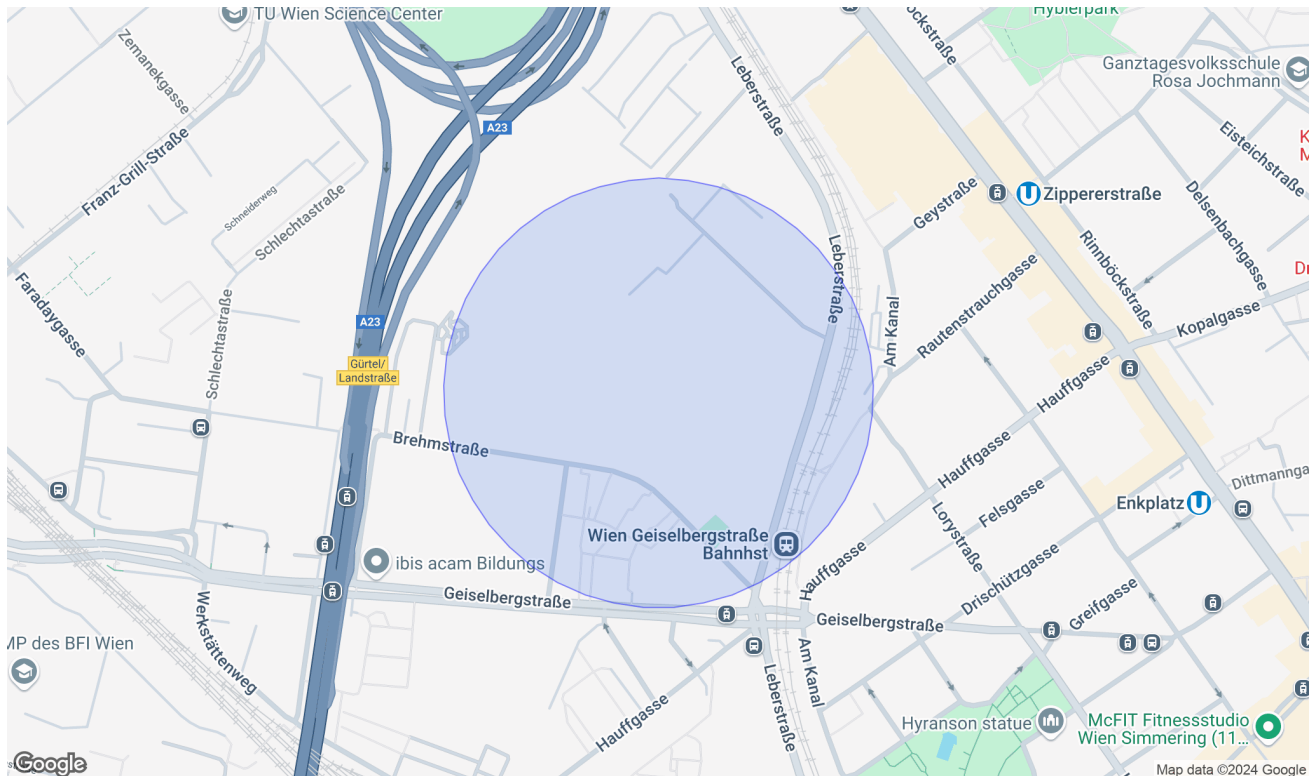 TU Wien Science Center
Hyblerpark
Ganztagesvolksschule
Rosa Jochmann
Zemanekgasse
Leberstraße
A23
Franz-Grill-Straße
Eisteichstraße
Schneiderweg
Schlechtastraße
Geystraße
Zippererstraße
Delsenbachgasse
Rinnböckstraße
Faradaygasse
Schlechtastraße
A23
Leberstraße
Am Kanal
Rautenstrauchgasse
Kopalgasse
Gürtel/
Landstraße
Hauffgasse
Brehmstraße
Hauffgasse
Felsgasse
Enkplatz
Lorystraße
Wien Geiselbergstraße
Bahnhst
ibis acam Bildungs
Hauffgasse
Drischützgasse
Greifgasse
Geiselbergstraße
Geiselbergstraße
Werkstättenweg
MP des BFI Wien
Am Kanal
Leberstraße
Hauffgasse
Hyranson statue
McFIT Fitnessstudio
Wien Simmering (11...
Google
Map data ©2024 Google